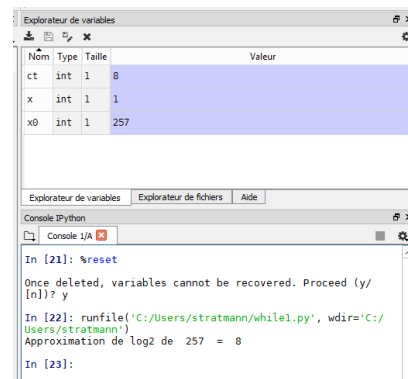 Explorateur de variables
Nom Type Taille Valeur
ct int 1 8
x int 1 1
x0 int 1 257
Explorateur de variables Explorateur de fichiers Aide
Console IPython
Console 1/A
In [21]: %reset
Once deleted, variables cannot be recovered. Proceed (y/
[n])? y
In [22]: runfile('C:/Users/stratmann/while1.py', wdir='C:/
Users/stratmann')
Approximation de log2 de 257 = 8
In [23]: